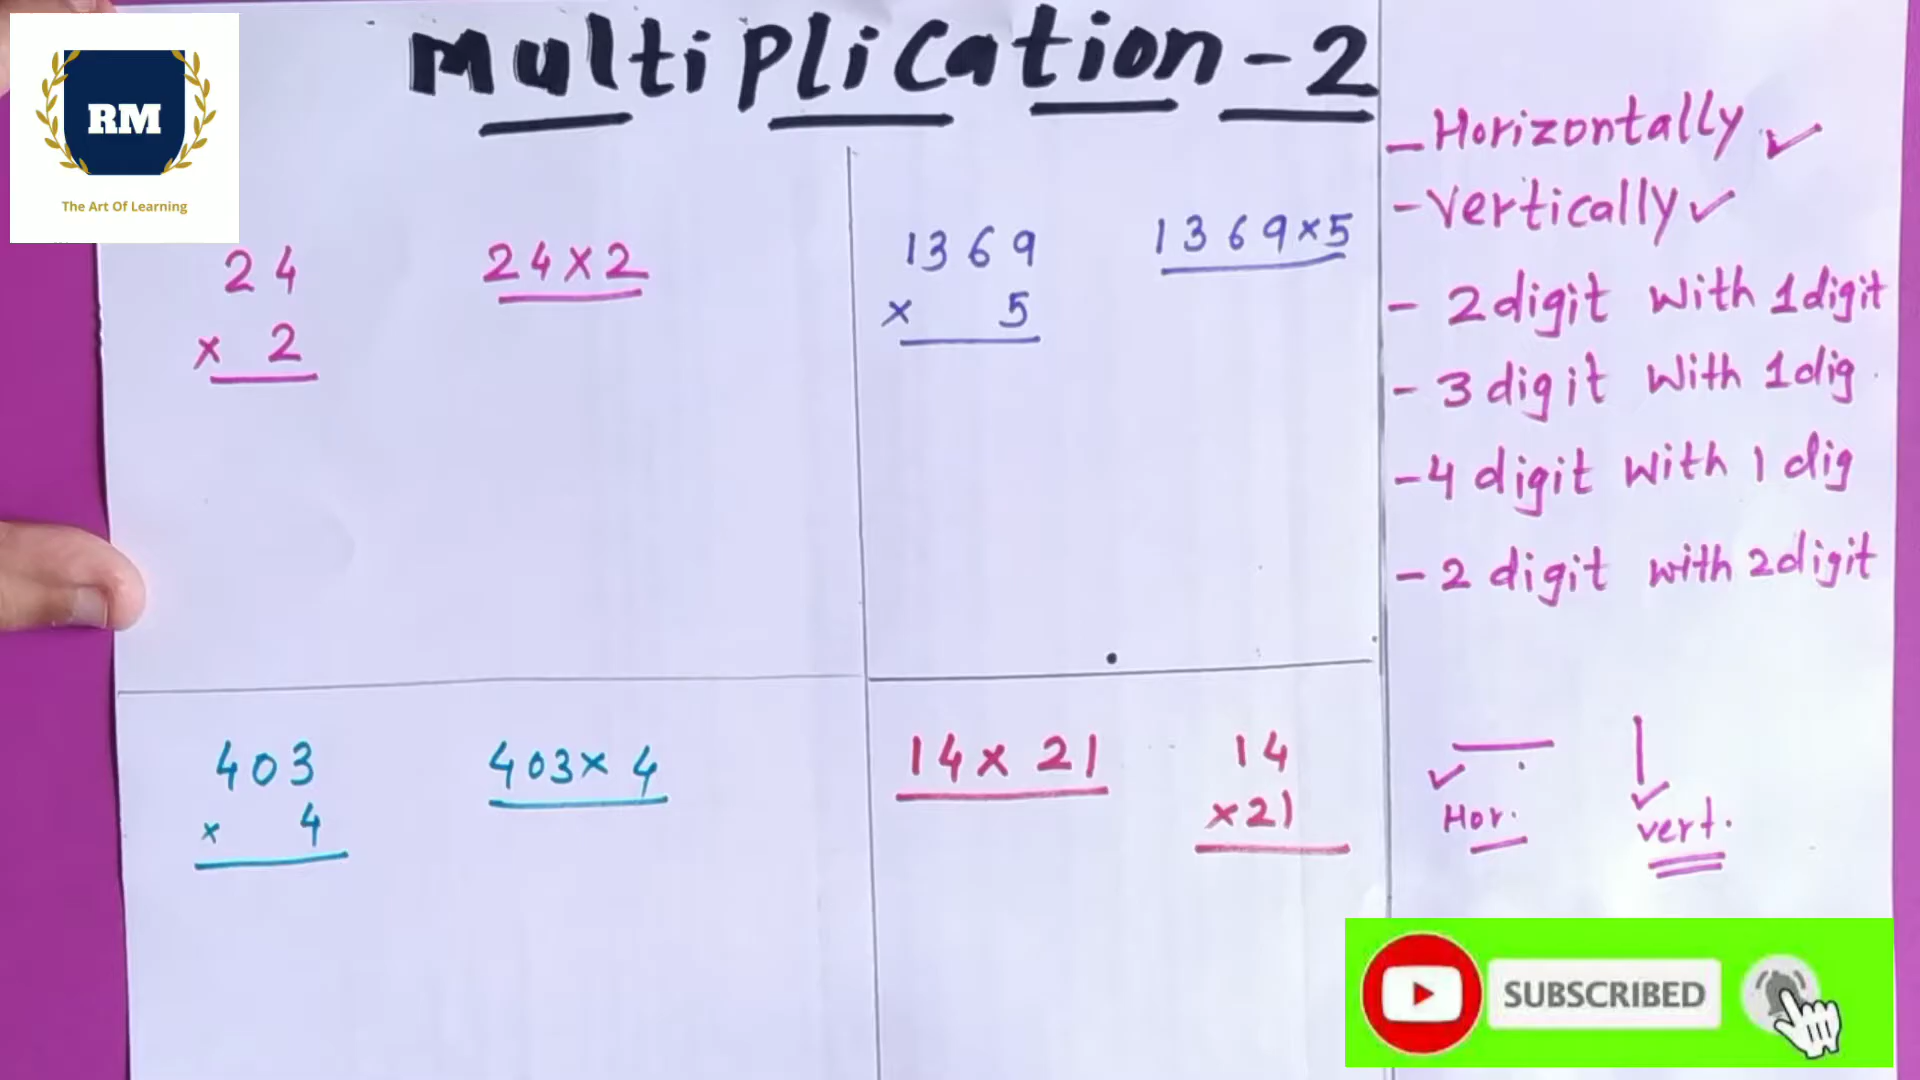 Multiplication-2
RM
The Art Of Learning
24
× 2
24×2
1369
× 5
1369×5
403
× 4
403× 4
14× 21
14
×21
- Horizontally ✓
- Vertically ✓
- 2digit with 1digit
- 3digit with 1dig
- 4 digit with 1 dig
- 2 digit with 2digit
✓
Hor.
✓
vert.
SUBSCRIBED